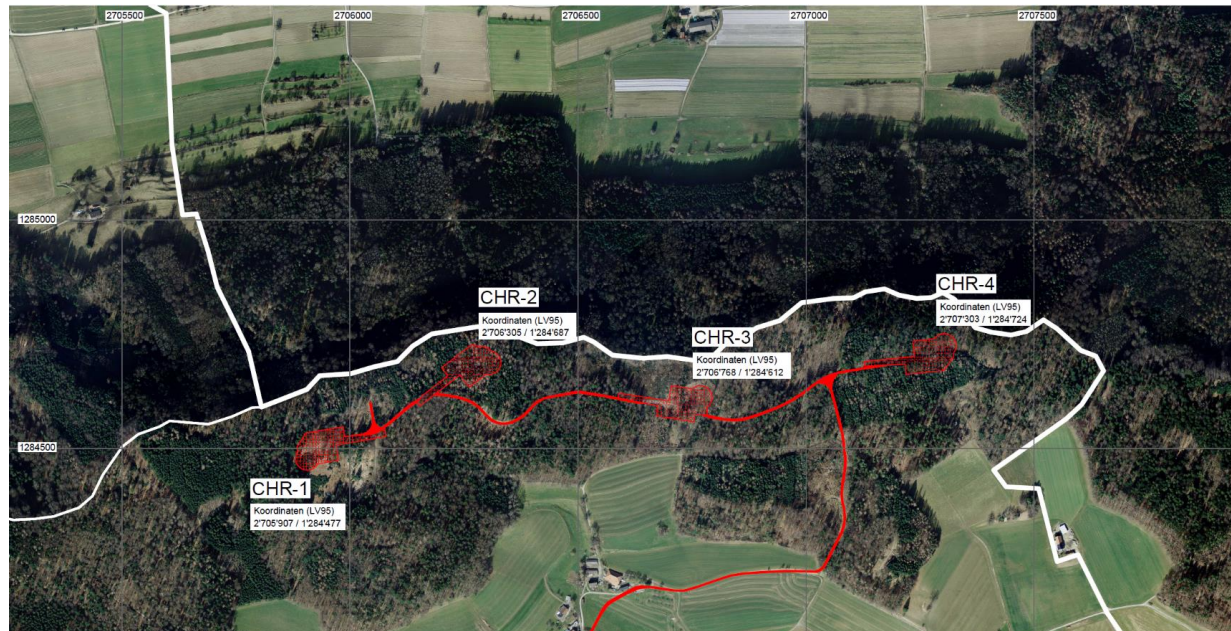 2705500
2706000
2706500
2707000
2707500
1285000
CHR-4
Koordinaten (LV95)
2'707'303 / 1'284'724
CHR-2
Koordinaten (LV95)
2'706'305 / 1'284'687
CHR-3
Koordinaten (LV95)
2'706'768 / 1'284'612
1284500
CHR-1
Koordinaten (LV95)
2'705'907 / 1'284'477